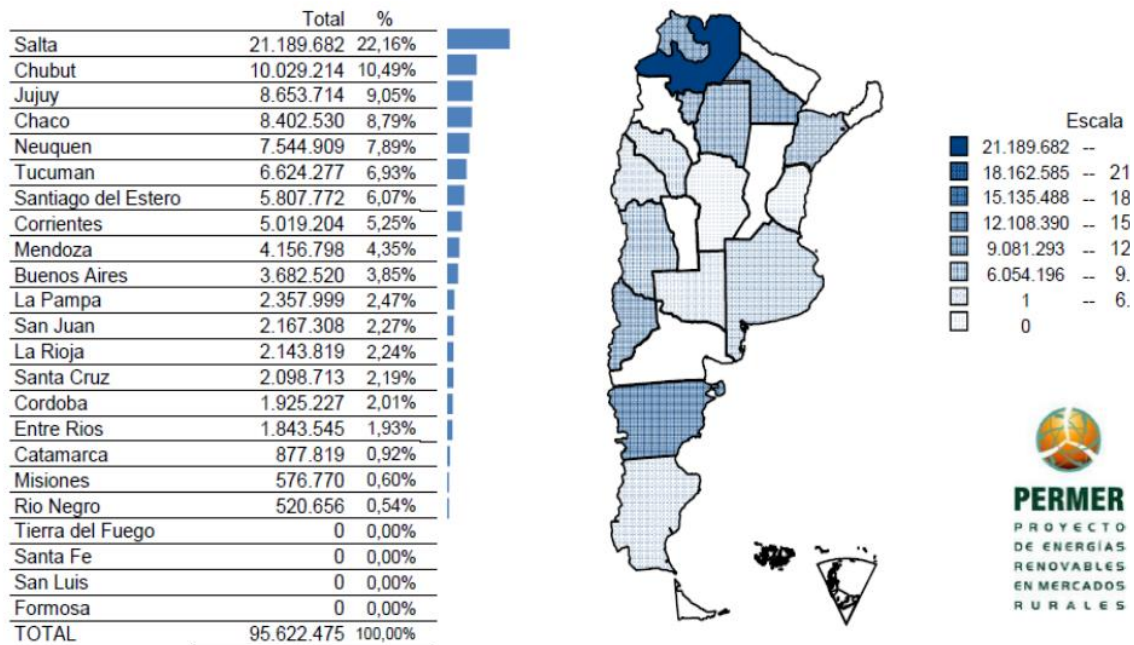 Total %
Salta 21.189.682 22,16%
Chubut 10.029.214 10,49%
Jujuy 8.653.714 9,05%
Chaco 8.402.530 8,79%
Neuquen 7.544.909 7,89%
Tucuman 6.624.277 6,93%
Santiago del Estero 5.807.772 6,07%
Corrientes 5.019.204 5,25%
Mendoza 4.156.798 4,35%
Buenos Aires 3.682.520 3,85%
La Pampa 2.357.999 2,47%
San Juan 2.167.308 2,27%
La Rioja 2.143.819 2,24%
Santa Cruz 2.098.713 2,19%
Cordoba 1.925.227 2,01%
Entre Rios 1.843.545 1,93%
Catamarca 877.819 0,92%
Misiones 576.770 0,60%
Rio Negro 520.656 0,54%
Tierra del Fuego 0 0,00%
Santa Fe 0 0,00%
San Luis 0 0,00%
Formosa 0 0,00%
TOTAL 95.622.475 100,00%
Escala
21.189.682 --
18.162.585 -- 21
15.135.488 -- 18
12.108.390 -- 15
9.081.293 -- 12
6.054.196 -- 9.
1 -- 6.
0
PERMER
PROYECTO
DE ENERGÍAS
RENOVABLES
EN MERCADOS
RURALES